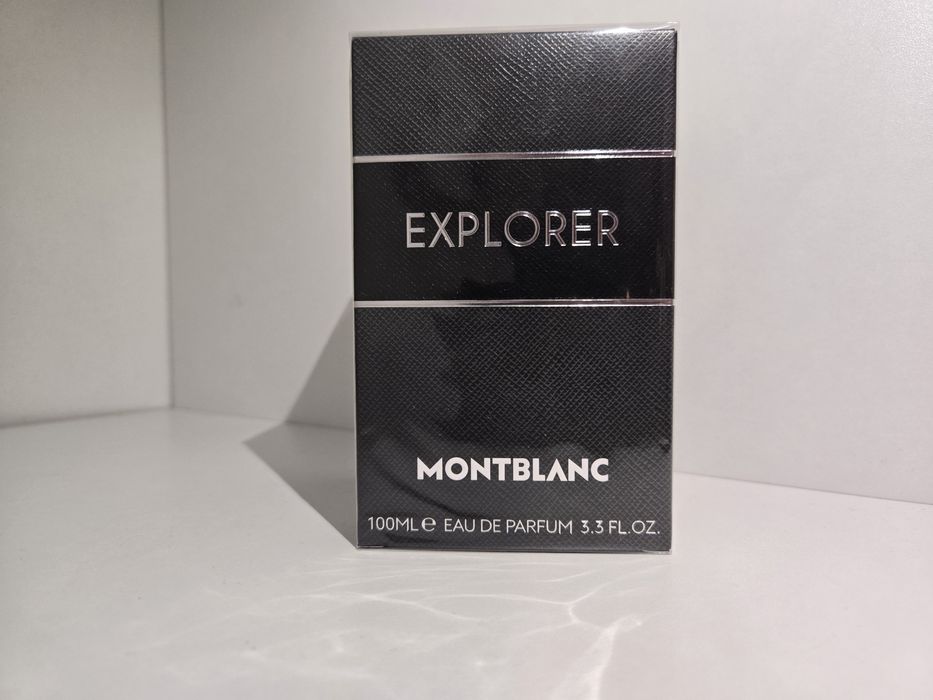 EXPLORER
MONTBLANC
100ML ℮ EAU DE PARFUM 3.3 FL.OZ.